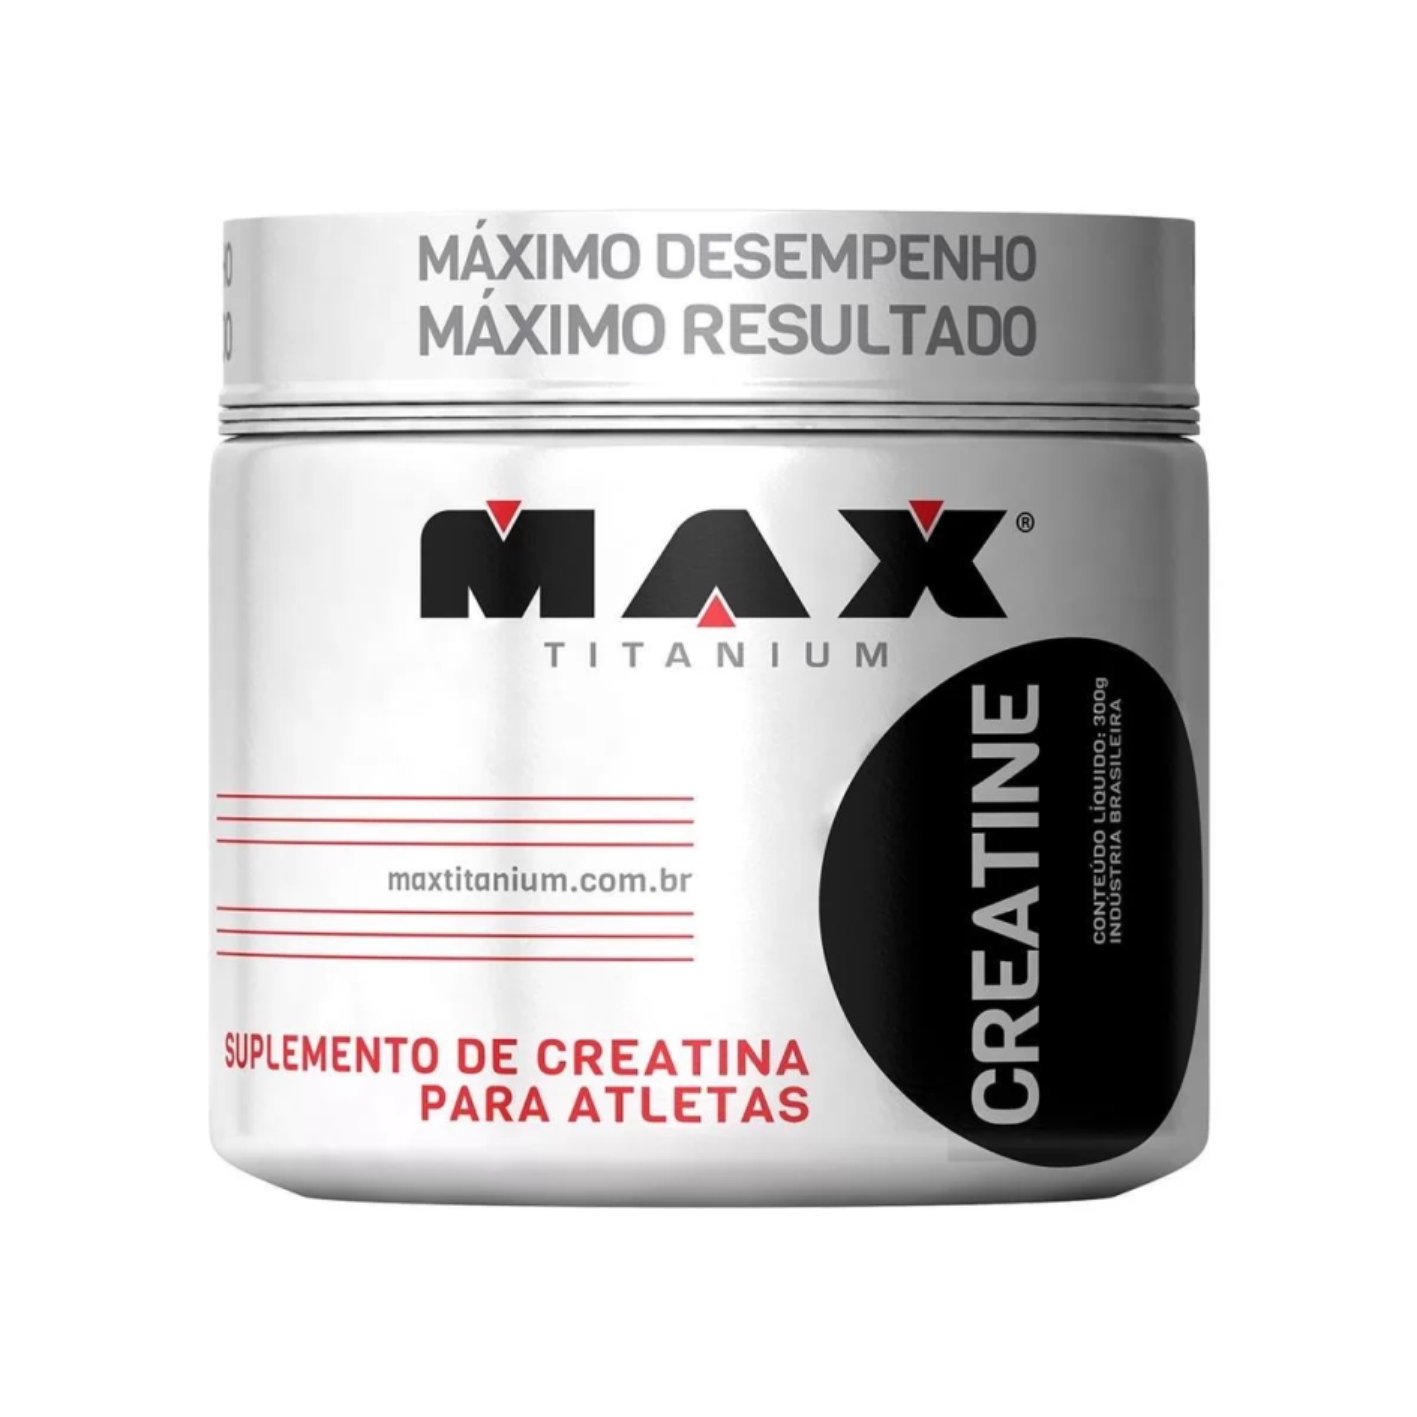 MÁXIMO DESEMPENHO
MÁXIMO RESULTADO
MAX®
TITANIUM
maxtitanium.com.br
SUPLEMENTO DE CREATINA
PARA ATLETAS
CREATINE
CONTEÚDO LÍQUIDO: 300g
INDÚSTRIA BRASILEIRA